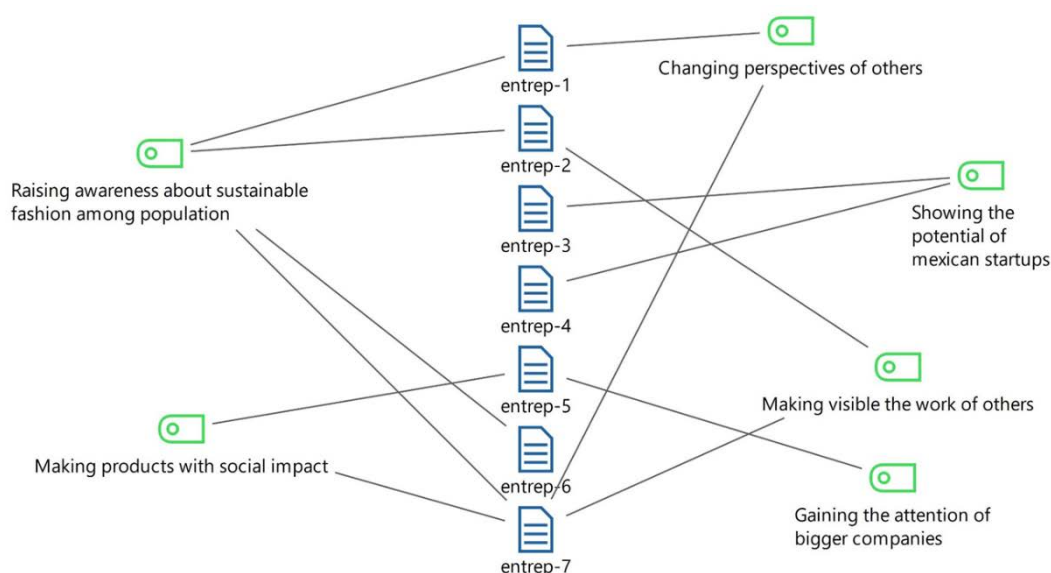 entrep-1
Changing perspectives of others
entrep-2
Raising awareness about sustainable
fashion among population
entrep-3
Showing the
potential of
mexican startups
entrep-4
entrep-5
Making visible the work of others
Making products with social impact
entrep-6
Gaining the attention of
bigger companies
entrep-7